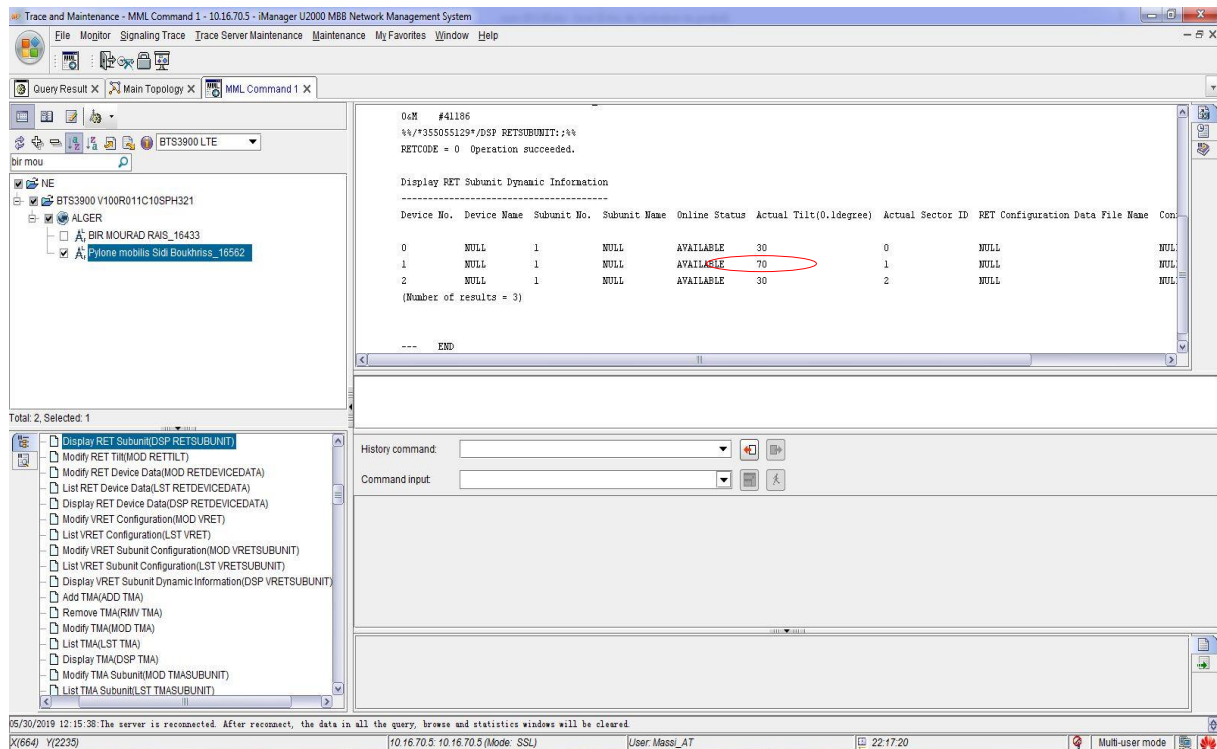 Trace and Maintenance - MML Command 1 - 10.16.70.5 - iManager U2000 MBB Network Management System
File Monitor Signaling Trace Trace Server Maintenance Maintenance My Favorites Window Help
Query Result X Main Topology X MML Command 1 X
BTS3900 LTE
bir mou
NE
BTS3900 V100R011C10SPH321
ALGER
BIR MOURAD RAIS_16433
Pylone mobilis Sidi Boukhriss_16562
Total: 2, Selected: 1
O&M #41186
%%/*355055129*/DSP RETSUBUNIT:;%%
RETCODE = 0 Operation succeeded.
Display RET Subunit Dynamic Information
---------------------------------------
Device No. Device Name Subunit No. Subunit Name Online Status Actual Tilt(0.1degree) Actual Sector ID RET Configuration Data File Name Con
0 NULL 1 NULL AVAILABLE 30 0 NULL NUL
1 NULL 1 NULL AVAILABLE 70 1 NULL NUL
2 NULL 1 NULL AVAILABLE 30 2 NULL NUL
(Number of results = 3)
--- END
Display RET Subunit(DSP RETSUBUNIT)
Modify RET Tilt(MOD RETTILT)
Modify RET Device Data(MOD RETDEVICEDATA)
List RET Device Data(LST RETDEVICEDATA)
Display RET Device Data(DSP RETDEVICEDATA)
Modify VRET Configuration(MOD VRET)
List VRET Configuration(LST VRET)
Modify VRET Subunit Configuration(MOD VRETSUBUNIT)
List VRET Subunit Configuration(LST VRETSUBUNIT)
Display VRET Subunit Dynamic Information(DSP VRETSUBUNIT)
Add TMA(ADD TMA)
Remove TMA(RMV TMA)
Modify TMA(MOD TMA)
List TMA(LST TMA)
Display TMA(DSP TMA)
Modify TMA Subunit(MOD TMASUBUNIT)
List TMA Subunit(LST TMASUBUNIT)
History command:
Command input:
05/30/2019 12:15:38:The server is reconnected. After reconnect, the data in all the query, browse and statistics windows will be cleared.
X(664) Y(2235) 10.16.70.5: 10.16.70.5 (Mode: SSL) User: Massi_AT 22:17:20 Multi-user mode